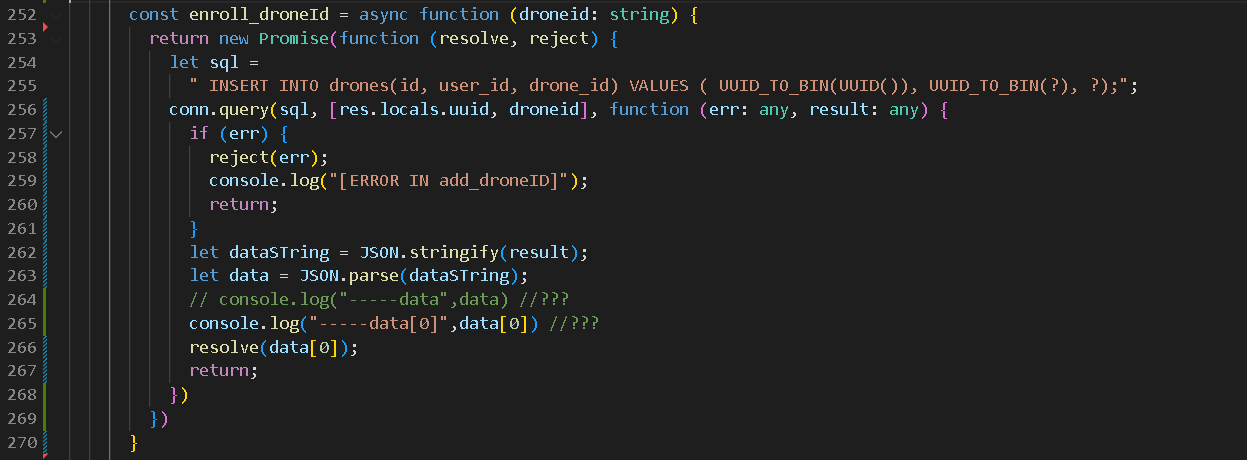 252 const enroll_droneId = async function (droneid: string) {
253 return new Promise(function (resolve, reject) {
254 let sql =
255 " INSERT INTO drones(id, user_id, drone_id) VALUES ( UUID_TO_BIN(UUID()), UUID_TO_BIN(?), ?);";
256 conn.query(sql, [res.locals.uuid, droneid], function (err: any, result: any) {
257 if (err) {
258 reject(err);
259 console.log("[ERROR IN add_droneID]");
260 return;
261 }
262 let dataSTring = JSON.stringify(result);
263 let data = JSON.parse(dataSTring);
264 // console.log("-----data",data) //???
265 console.log("-----data[0]",data[0]) //???
266 resolve(data[0]);
267 return;
268 })
269 })
270 }